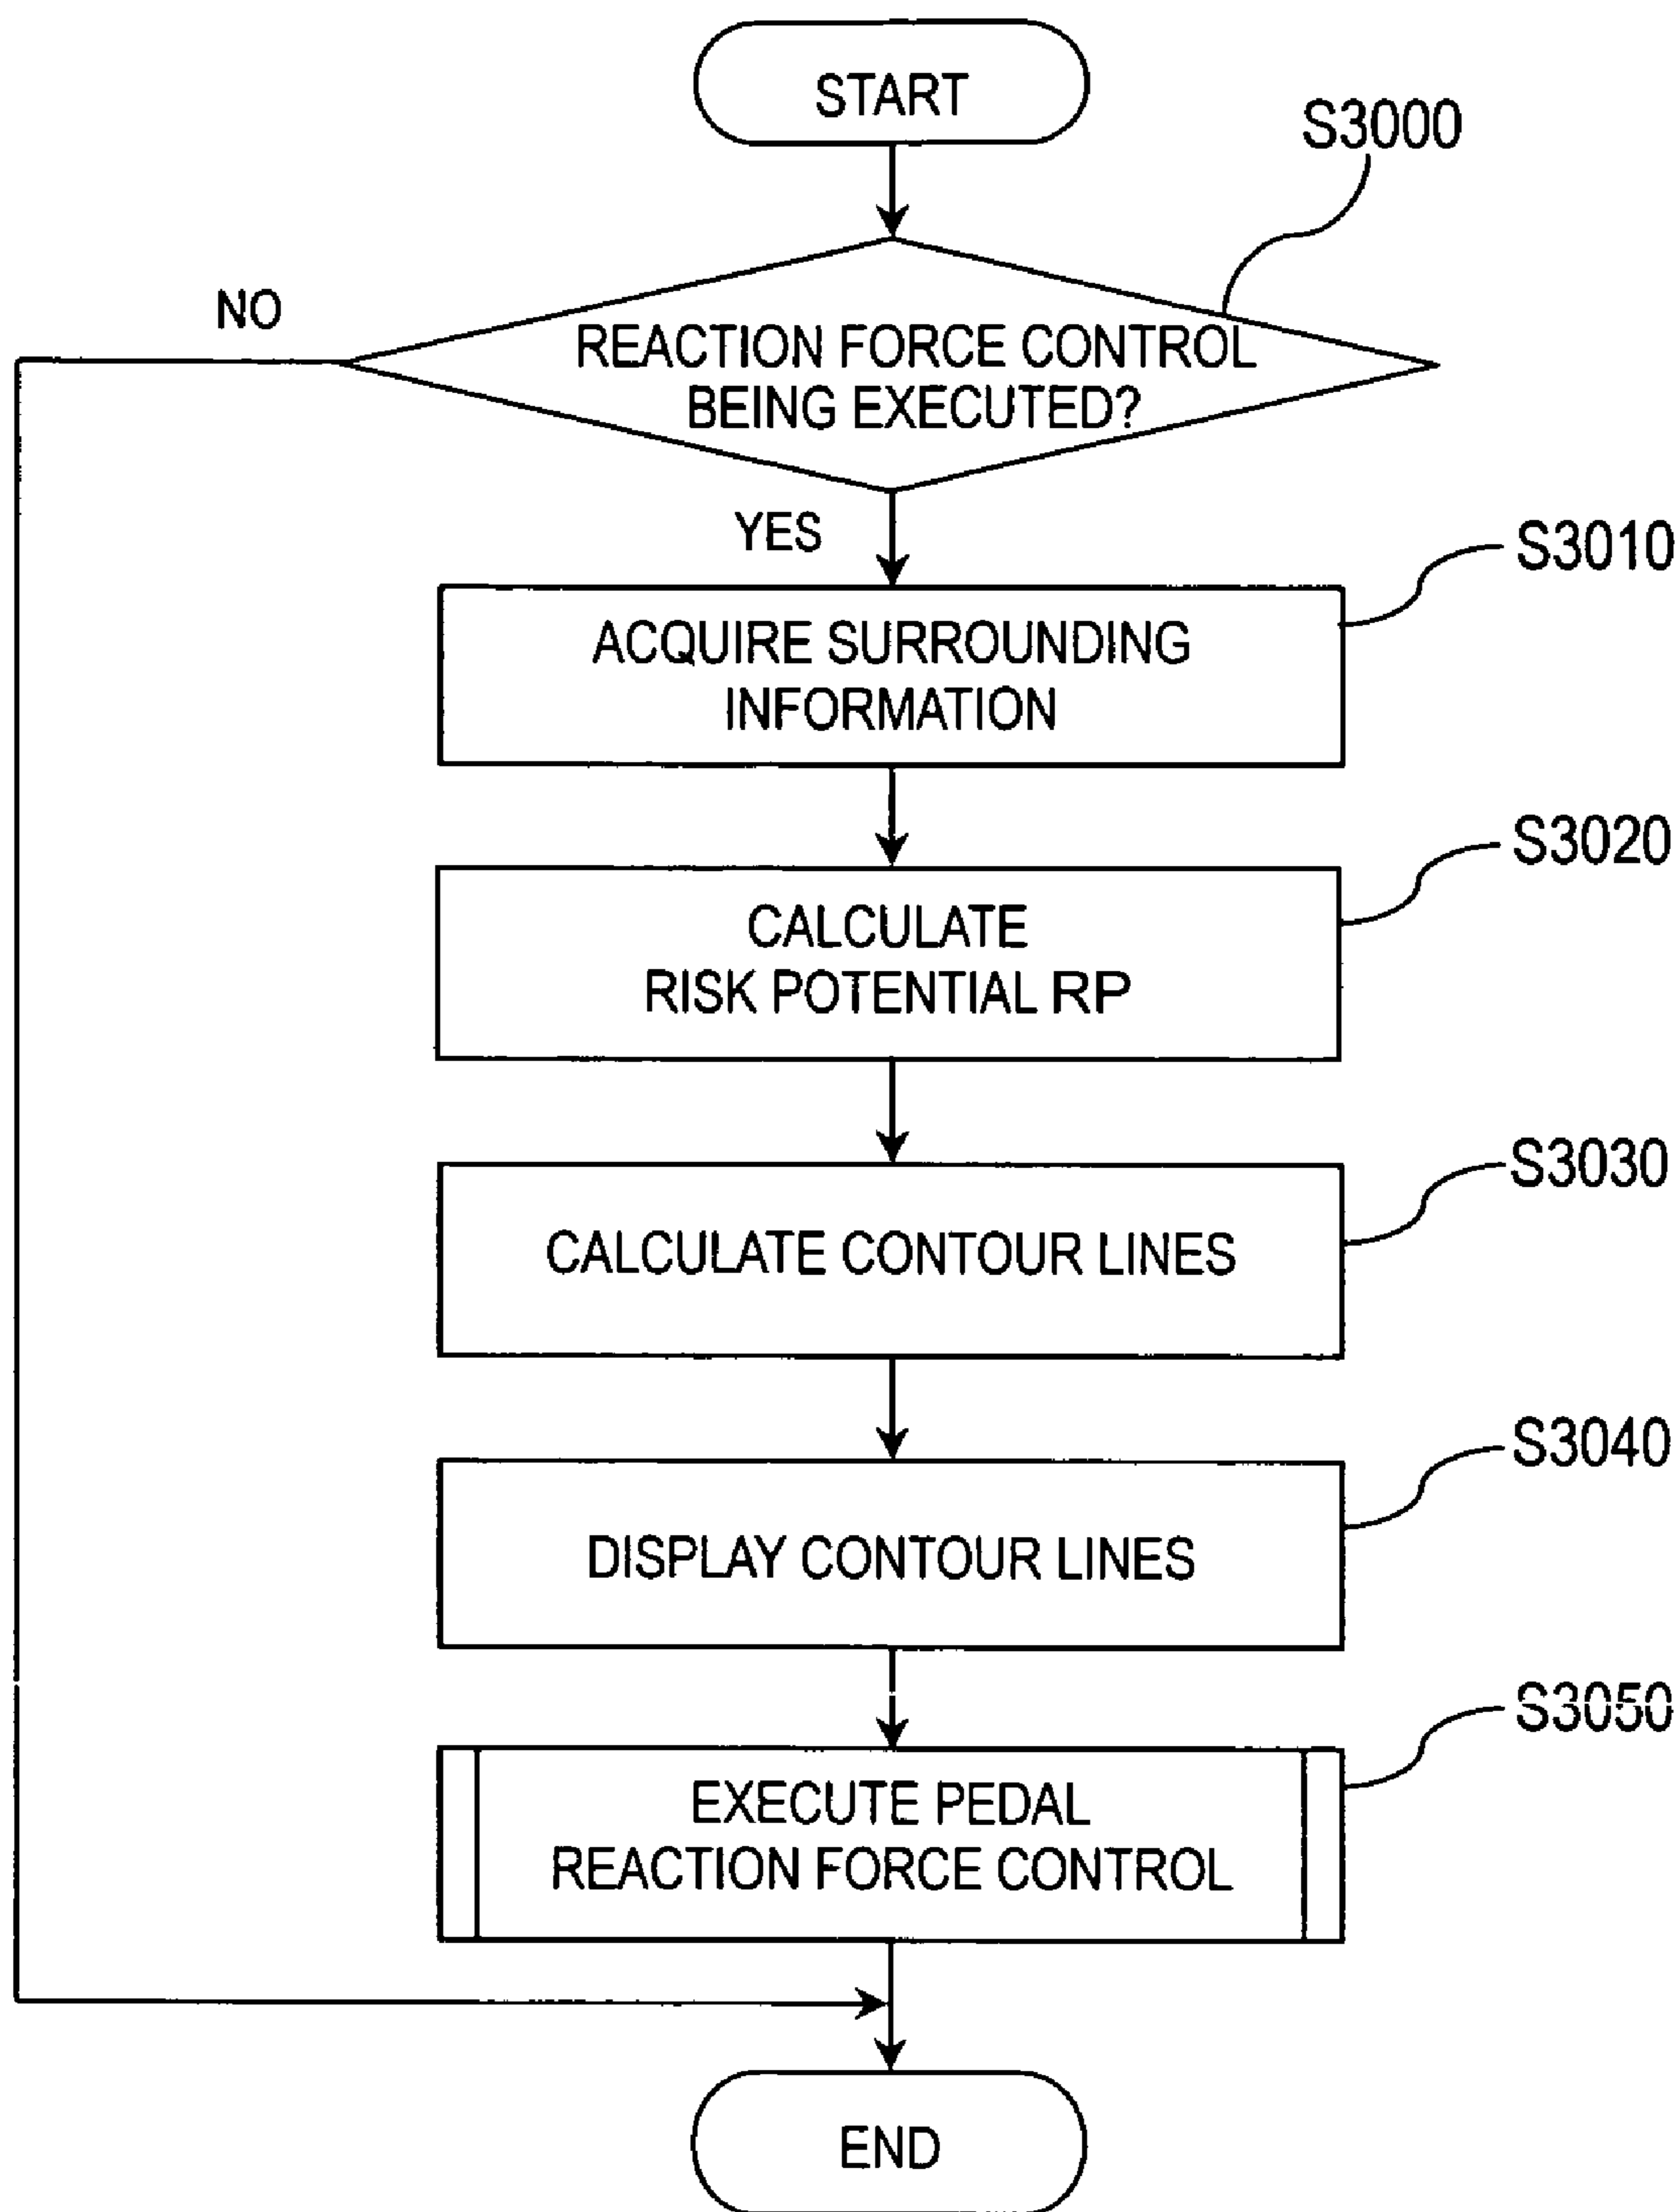 START
S3000
NO
REACTION FORCE CONTROL
BEING EXECUTED?
YES
S3010
ACQUIRE SURROUNDING
INFORMATION
S3020
CALCULATE
RISK POTENTIAL RP
S3030
CALCULATE CONTOUR LINES
S3040
DISPLAY CONTOUR LINES
S3050
EXECUTE PEDAL
REACTION FORCE CONTROL
END